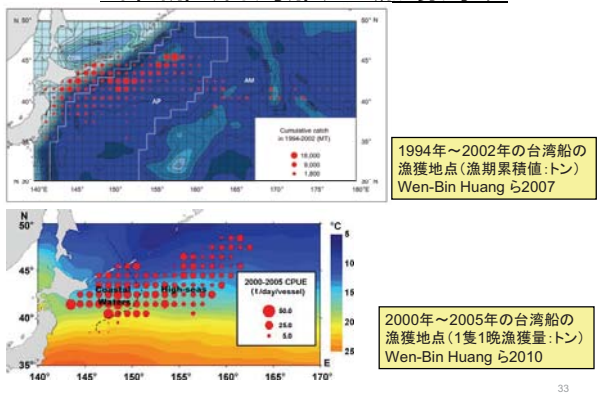 N 50°
50° N
45°
45°
AM
40°
40°
AP
35°
Cumulative catch
in 1994-2002 (MT)
18,000
9,000
1,800
30°
30°
140°E
145°
150°
155°
160°
165°
170°
175°
180° E
1994年～2002年の台湾船の
漁獲地点(漁期累積値:トン)
Wen-Bin Huang ら2007
N
50°
°C
5
10
45°
Coastal
Waters
High-seas
2000-2005 CPUE
(t/day/vessel)
50.0
25.0
5.0
15
40°
20
25
35°
E
140°
145°
150°
155°
160°
165°
170°
2000年～2005年の台湾船の
漁獲地点(1隻1晩漁獲量:トン)
Wen-Bin Huang ら2010
33